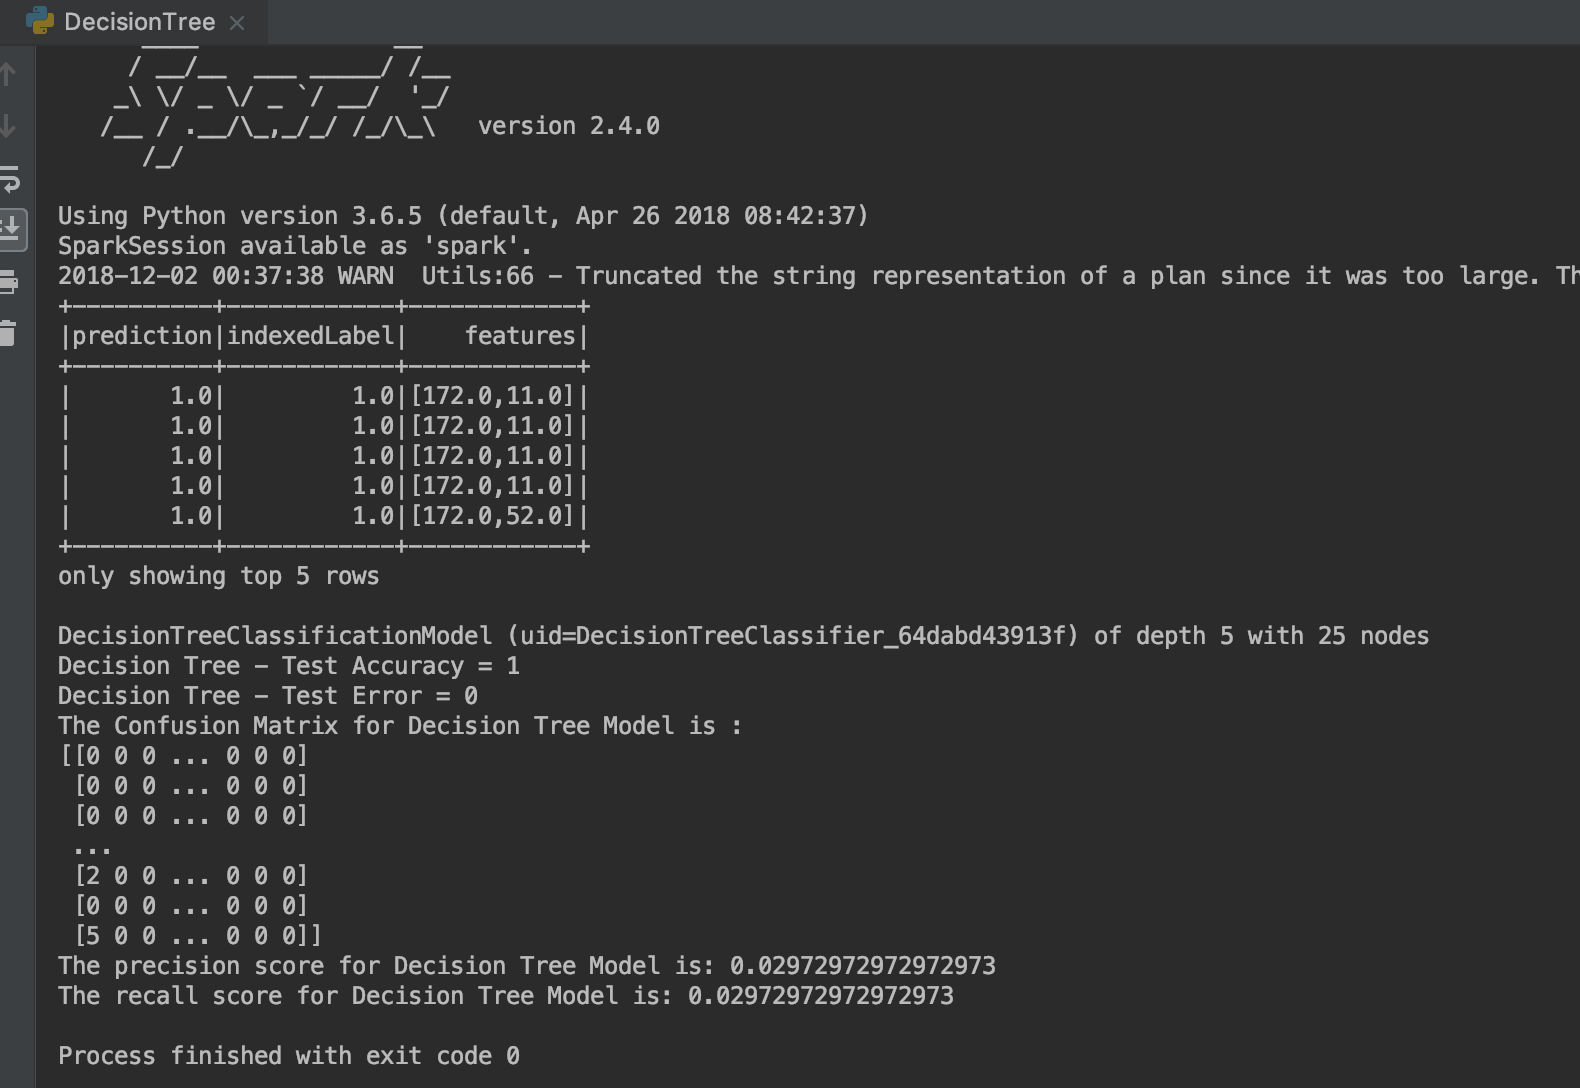 DecisionTree
   ____              __
  / __/__  ___ _____/ /__
 _\ \/ _ \/ _ `/ __/  '_/
/__ / .__/\_,_/_/ /_/\_\   version 2.4.0
   /_/
Using Python version 3.6.5 (default, Apr 26 2018 08:42:37)
SparkSession available as 'spark'.
2018-12-02 00:37:38 WARN  Utils:66 - Truncated the string representation of a plan since it was too large. Th
+----------+------------+------------+
|prediction|indexedLabel|    features|
+----------+------------+------------+
|       1.0|         1.0|[172.0,11.0]|
|       1.0|         1.0|[172.0,11.0]|
|       1.0|         1.0|[172.0,11.0]|
|       1.0|         1.0|[172.0,11.0]|
|       1.0|         1.0|[172.0,52.0]|
+----------+------------+------------+
only showing top 5 rows
DecisionTreeClassificationModel (uid=DecisionTreeClassifier_64dabd43913f) of depth 5 with 25 nodes
Decision Tree - Test Accuracy = 1
Decision Tree - Test Error = 0
The Confusion Matrix for Decision Tree Model is :
[[0 0 0 ... 0 0 0]
 [0 0 0 ... 0 0 0]
 [0 0 0 ... 0 0 0]
 ...
 [2 0 0 ... 0 0 0]
 [0 0 0 ... 0 0 0]
 [5 0 0 ... 0 0 0]]
The precision score for Decision Tree Model is: 0.02972972972972973
The recall score for Decision Tree Model is: 0.02972972972972973
Process finished with exit code 0